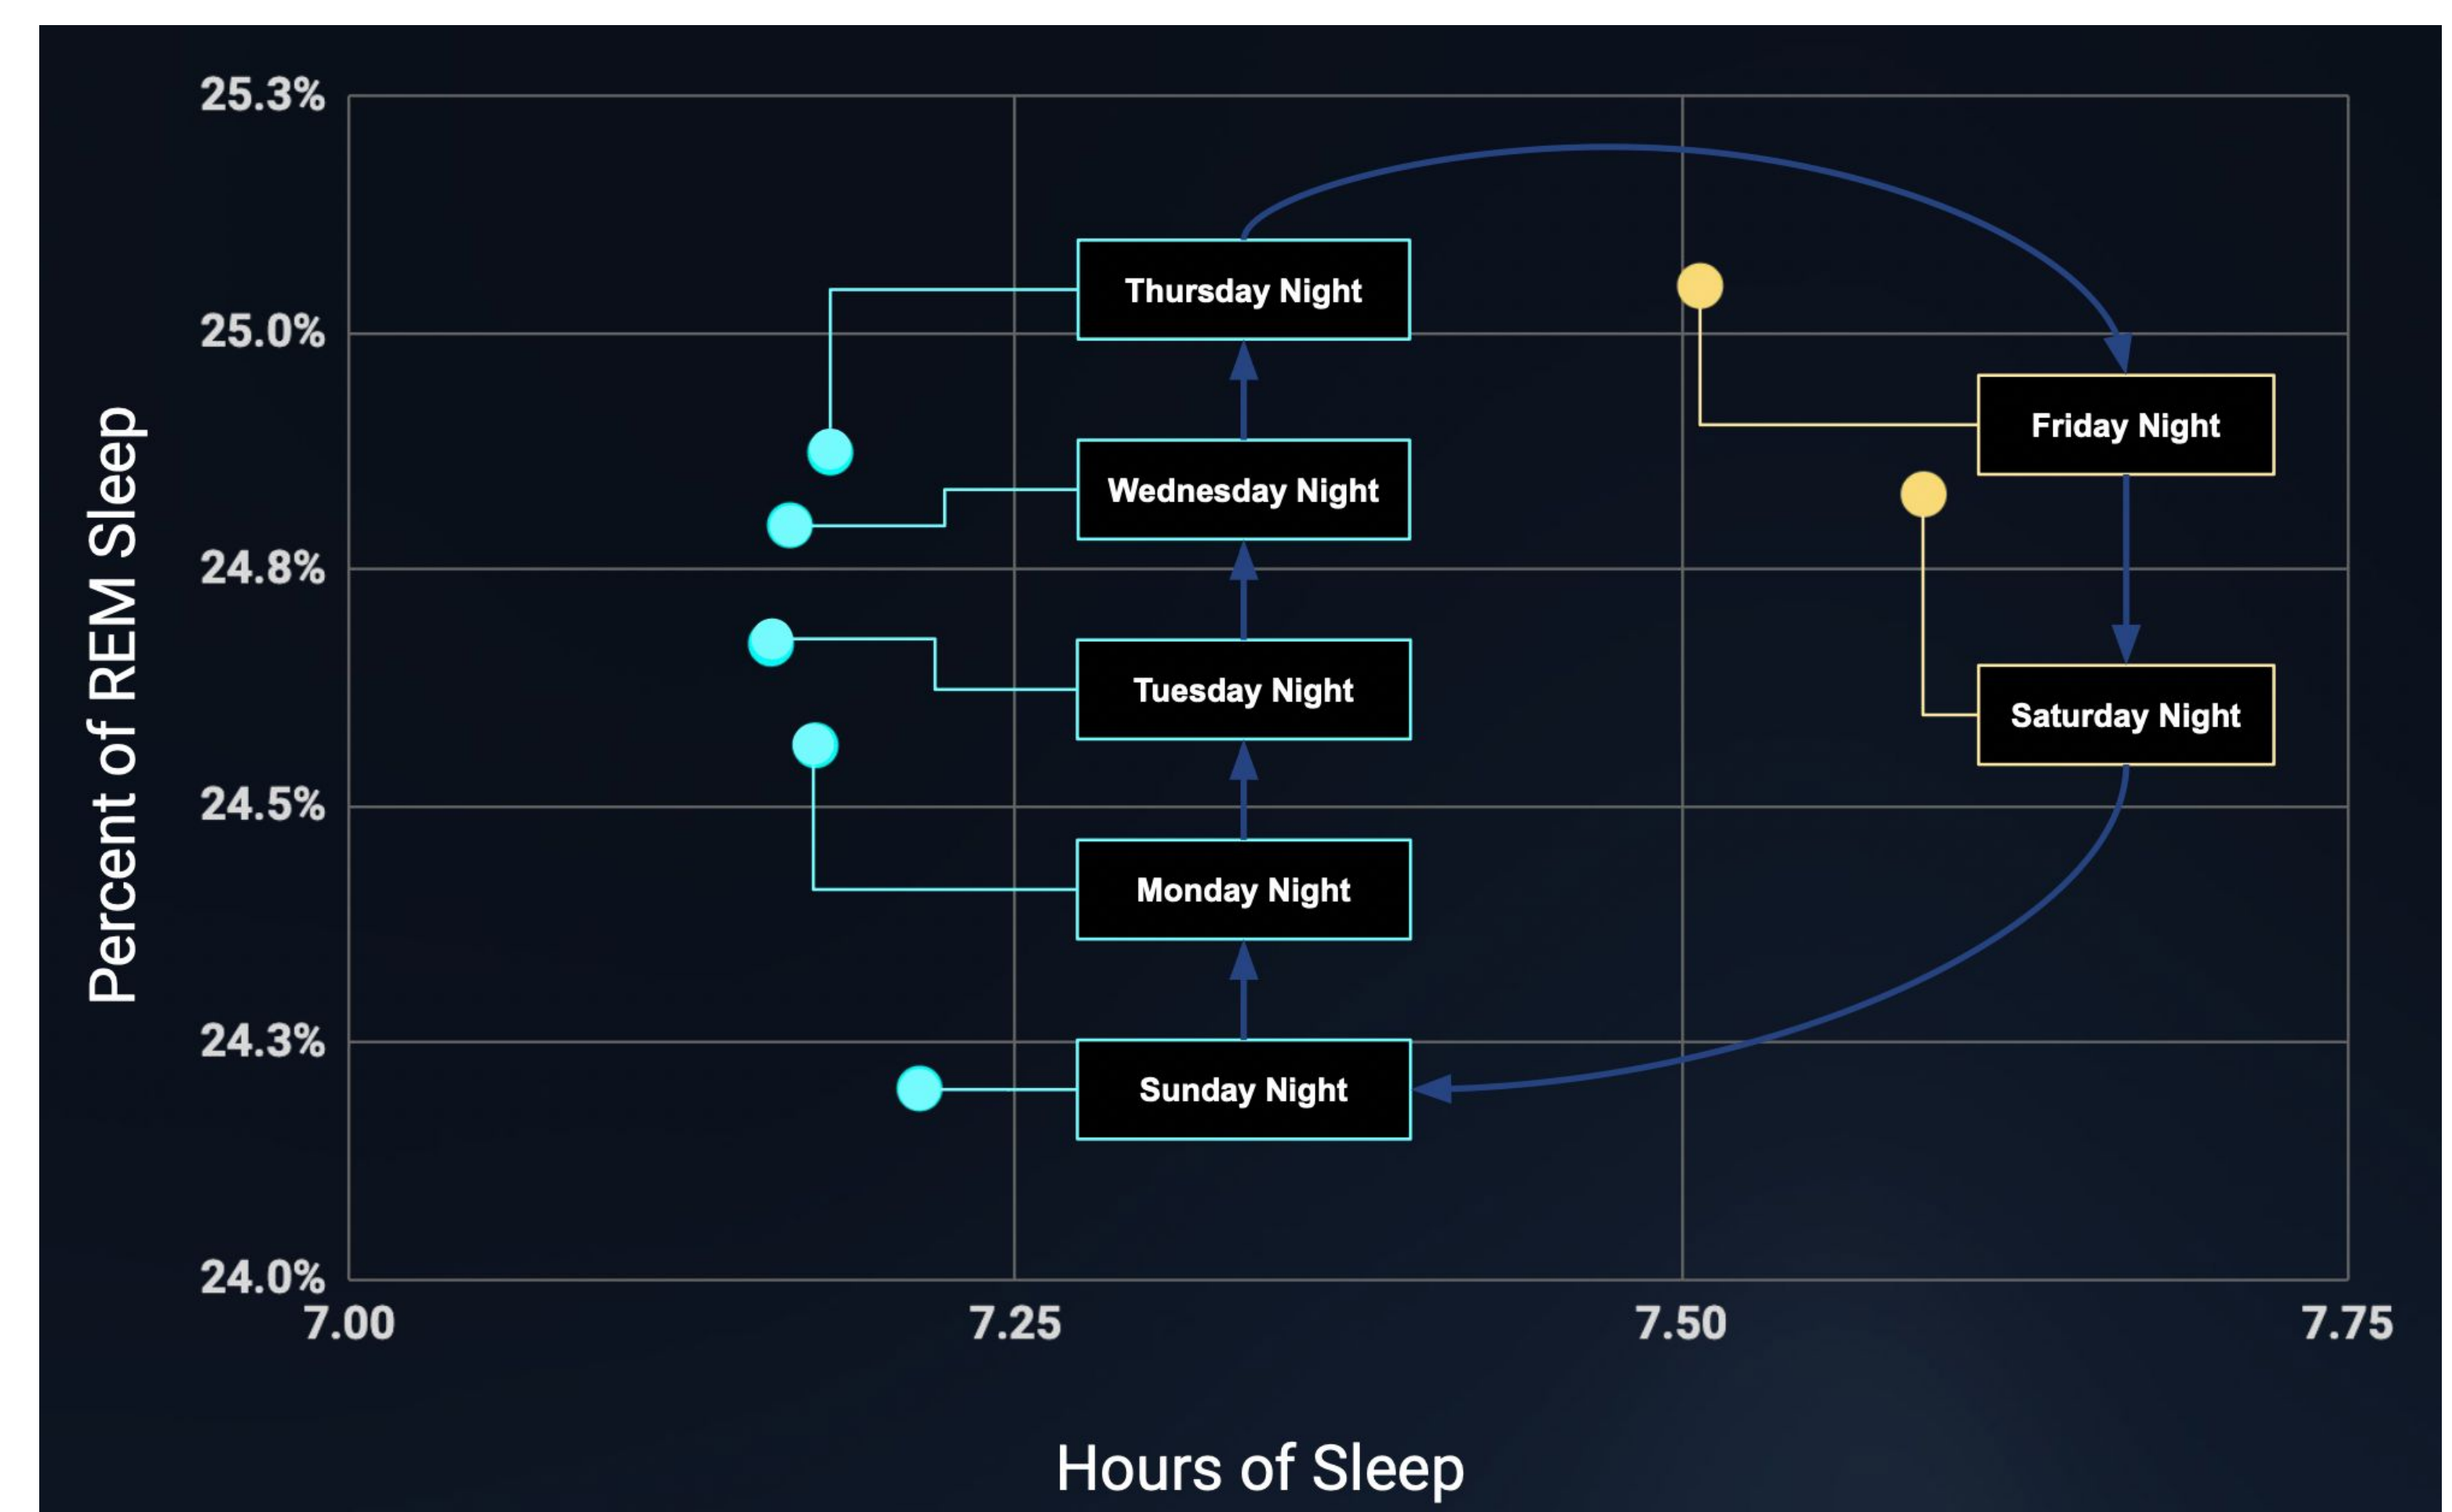 25.3%
Thursday Night
25.0%
Friday Night
Wednesday Night
24.8%
Tuesday Night
Saturday Night
24.5%
Monday Night
24.3%
Sunday Night
24.0%
Percent of REM Sleep
7.00
7.25
7.50
7.75
Hours of Sleep